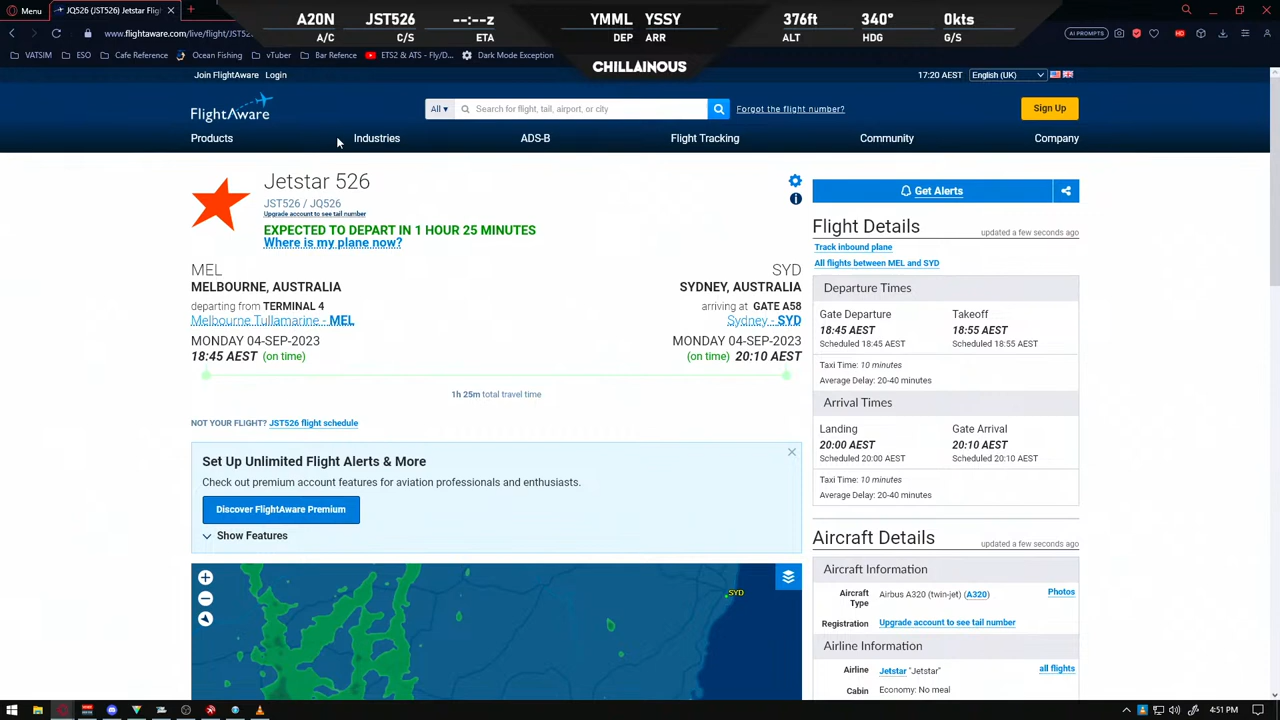 Menu
JQ526 (JST526) Jetstar Fligh
A20N JST526 --:--z YMML YSSY 376ft 340° 0kts
A/C C/S ETA DEP ARR ALT HDG G/S
www.flightaware.com/live/flight/JST52
AI PROMPTS
VATSIM ESO Cafe Reference Ocean Fishing vTuber Bar Refence ETS2 & ATS - Fly/D... Dark Mode Exception
CHILLAINOUS
Join FlightAware Login
17:20 AEST English (UK)
FlightAware
All ▾ Search for flight, tail, airport, or city
Forgot the flight number?
Sign Up
Products Industries ADS-B Flight Tracking Community Company
Jetstar 526
JST526 / JQ526
Upgrade account to see tail number
EXPECTED TO DEPART IN 1 HOUR 25 MINUTES
Where is my plane now?
MEL SYD
MELBOURNE, AUSTRALIA SYDNEY, AUSTRALIA
departing from TERMINAL 4 arriving at GATE A58
Melbourne Tullamarine - MEL Sydney - SYD
MONDAY 04-SEP-2023 MONDAY 04-SEP-2023
18:45 AEST (on time) (on time) 20:10 AEST
1h 25m total travel time
NOT YOUR FLIGHT? JST526 flight schedule
Set Up Unlimited Flight Alerts & More
Check out premium account features for aviation professionals and enthusiasts.
Discover FlightAware Premium
Show Features
SYD
Get Alerts
Flight Details updated a few seconds ago
Track inbound plane
All flights between MEL and SYD
Departure Times
Gate Departure Takeoff
18:45 AEST 18:55 AEST
Scheduled 18:45 AEST Scheduled 18:55 AEST
Taxi Time: 10 minutes
Average Delay: 20-40 minutes
Arrival Times
Landing Gate Arrival
20:00 AEST 20:10 AEST
Scheduled 20:00 AEST Scheduled 20:10 AEST
Taxi Time: 10 minutes
Average Delay: 20-40 minutes
Aircraft Details updated a few seconds ago
Aircraft Information
Aircraft Type Airbus A320 (twin-jet) (A320) Photos
Registration Upgrade account to see tail number
Airline Information
Airline Jetstar "Jetstar" all flights
Cabin Economy: No meal
4:51 PM